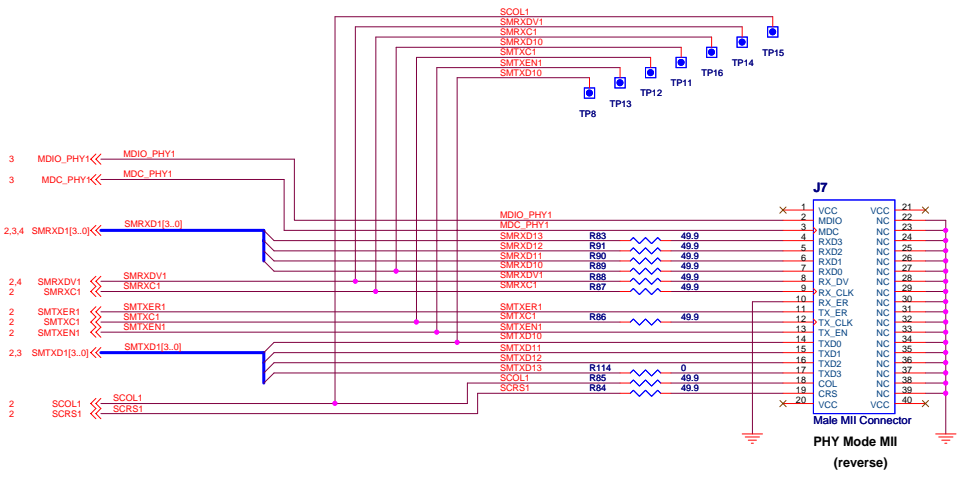 SCOL1
SMRXDV1
SMRXC1
SMRXD10
SMTXC1
SMTXEN1
SMTXD10
TP15
TP14
TP16
TP11
TP12
TP13
TP8
3 MDIO_PHY1 MDIO_PHY1
3 MDC_PHY1 MDC_PHY1
2,3,4 SMRXD1[3..0] SMRXD1[3..0]
2,4 SMRXDV1 SMRXDV1
2 SMRXC1 SMRXC1
2 SMTXER1 SMTXER1
2 SMTXC1 SMTXC1
2 SMTXEN1 SMTXEN1
2,3 SMTXD1[3..0] SMTXD1[3..0]
2 SCOL1 SCOL1
2 SCRS1 SCRS1
J7
1 VCC VCC 21
MDIO_PHY1 2 MDIO NC 22
MDC_PHY1 3 MDC NC 23
SMRXD13 R83 49.9 4 RXD3 NC 24
SMRXD12 R91 49.9 5 RXD2 NC 25
SMRXD11 R90 49.9 6 RXD1 NC 26
SMRXD10 R89 49.9 7 RXD0 NC 27
SMRXDV1 R88 49.9 8 RX_DV NC 28
SMRXC1 R87 49.9 9 RX_CLK NC 29
10 RX_ER NC 30
SMTXER1 11 TX_ER NC 31
SMTXC1 R86 49.9 12 TX_CLK NC 32
SMTXEN1 13 TX_EN NC 33
SMTXD10 14 TXD0 NC 34
SMTXD11 15 TXD1 NC 35
SMTXD12 16 TXD2 NC 36
SMTXD13 R114 0 17 TXD3 NC 37
SCOL1 R85 49.9 18 COL NC 38
SCRS1 R84 49.9 19 CRS NC 39
20 VCC VCC 40
Male MII Connector
PHY Mode MII
(reverse)